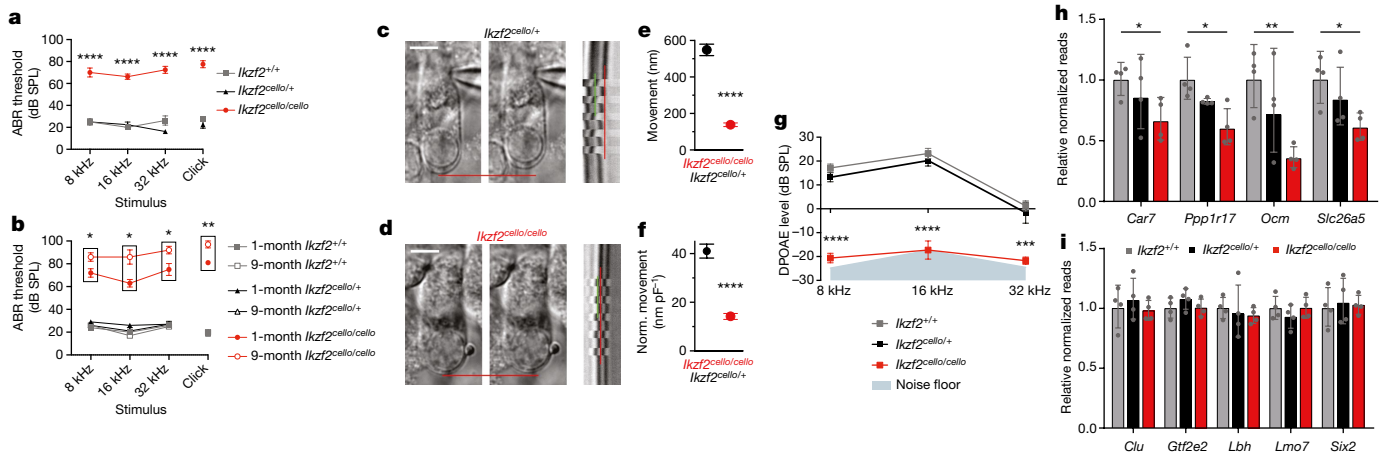 a
ABR threshold
(dB SPL)
100
80
60
40
20
0
****
****
****
****
8 kHz
16 kHz
32 kHz
Click
Stimulus
Ikzf2+/+
Ikzf2cello/+
Ikzf2cello/cello
b
ABR threshold
(dB SPL)
100
80
60
40
20
0
*
*
*
**
8 kHz
16 kHz
32 kHz
Click
Stimulus
1-month Ikzf2+/+
9-month Ikzf2+/+
1-month Ikzf2cello/+
9-month Ikzf2cello/+
1-month Ikzf2cello/cello
9-month Ikzf2cello/cello
c
Ikzf2cello/+
d
Ikzf2cello/cello
e
Movement (nm)
600
400
200
0
****
Ikzf2cello/cello
Ikzf2cello/+
f
Norm. movement
(nm pF–1)
40
20
0
****
Ikzf2cello/cello
Ikzf2cello/+
g
DPOAE level (dB SPL)
30
20
10
0
–10
–20
–30
****
****
***
8 kHz
16 kHz
32 kHz
Ikzf2+/+
Ikzf2cello/+
Ikzf2cello/cello
Noise floor
h
Relative normalized reads
1.5
1.0
0.5
0
*
*
**
*
Car7
Ppp1r17
Ocm
Slc26a5
i
Relative normalized reads
1.5
1.0
0.5
0.0
Ikzf2+/+
Ikzf2cello/+
Ikzf2cello/cello
Clu
Gtf2e2
Lbh
Lmo7
Six2